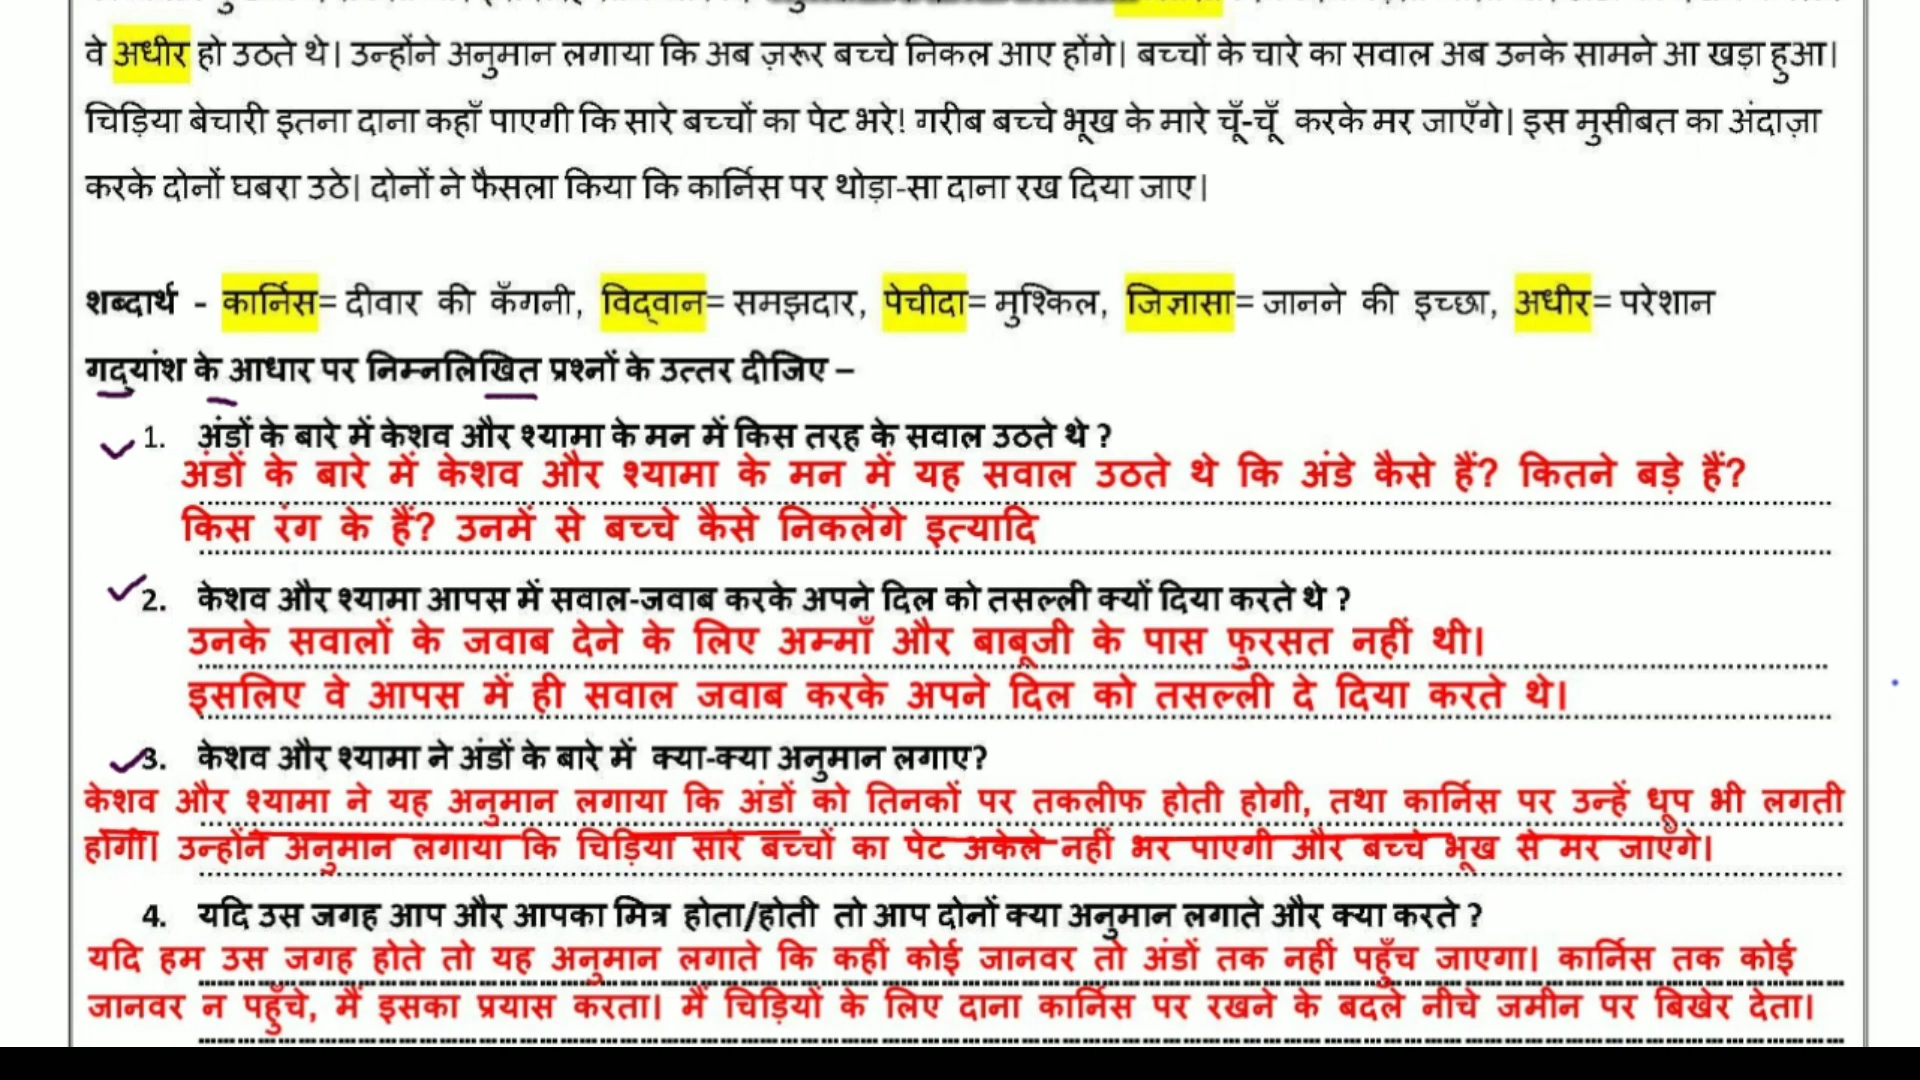 वे अधीर हो उठते थे। उन्होंने अनुमान लगाया कि अब ज़रूर बच्चे निकल आए होंगे। बच्चों के चारे का सवाल अब उनके सामने आ खड़ा हुआ।
चिड़िया बेचारी इतना दाना कहाँ पाएगी कि सारे बच्चों का पेट भरे! गरीब बच्चे भूख के मारे चूँ-चूँ करके मर जाएँगे। इस मुसीबत का अंदाज़ा
करके दोनों घबरा उठे। दोनों ने फैसला किया कि कार्निस पर थोड़ा-सा दाना रख दिया जाए।
शब्दार्थ - कार्निस= दीवार की कँगनी, विद्वान= समझदार, पेचीदा= मुश्किल, जिज्ञासा= जानने की इच्छा, अधीर= परेशान
गद्यांश के आधार पर निम्नलिखित प्रश्नों के उत्तर दीजिए –
1. अंडों के बारे में केशव और श्यामा के मन में किस तरह के सवाल उठते थे ?
अंडों के बारे में केशव और श्यामा के मन में यह सवाल उठते थे कि अंडे कैसे हैं? कितने बड़े हैं?
किस रंग के हैं? उनमें से बच्चे कैसे निकलेंगे इत्यादि
2. केशव और श्यामा आपस में सवाल-जवाब करके अपने दिल को तसल्ली क्यों दिया करते थे ?
उनके सवालों के जवाब देने के लिए अम्माँ और बाबूजी के पास फुरसत नहीं थी।
इसलिए वे आपस में ही सवाल जवाब करके अपने दिल को तसल्ली दे दिया करते थे।
3. केशव और श्यामा ने अंडों के बारे में क्या-क्या अनुमान लगाए?
केशव और श्यामा ने यह अनुमान लगाया कि अंडों को तिनकों पर तकलीफ होती होगी, तथा कार्निस पर उन्हें धूप भी लगती
होगी। उन्होंने अनुमान लगाया कि चिड़िया सारे बच्चों का पेट अकेले नहीं भर पाएगी और बच्चे भूख से मर जाएँगे।
4. यदि उस जगह आप और आपका मित्र होता/होती तो आप दोनों क्या अनुमान लगाते और क्या करते ?
यदि हम उस जगह होते तो यह अनुमान लगाते कि कहीं कोई जानवर तो अंडों तक नहीं पहुँच जाएगा। कार्निस तक कोई
जानवर न पहुँचे, मैं इसका प्रयास करता। मैं चिड़ियों के लिए दाना कार्निस पर रखने के बदले नीचे जमीन पर बिखेर देता।